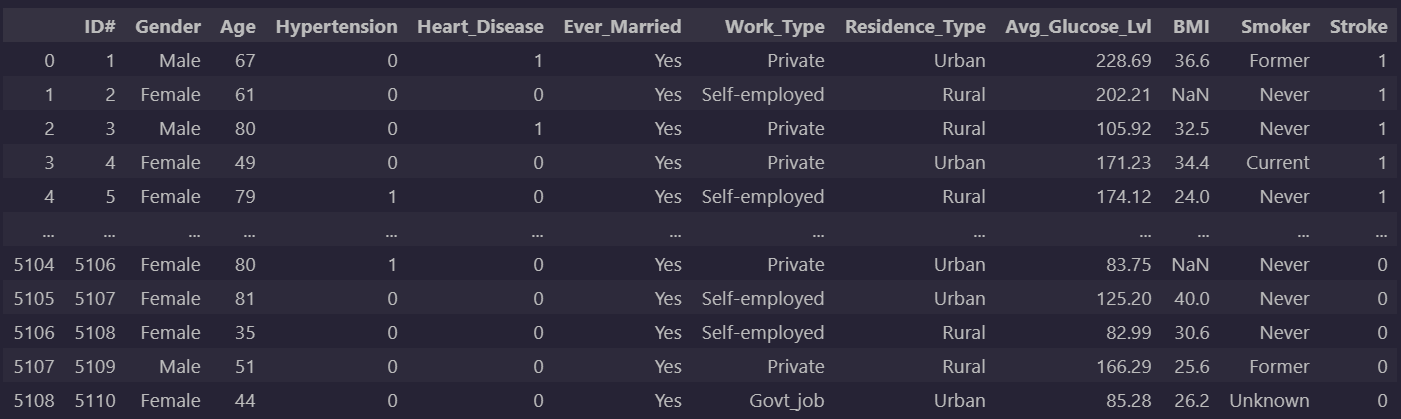 ID# Gender Age Hypertension Heart_Disease Ever_Married Work_Type Residence_Type Avg_Glucose_Lvl BMI Smoker Stroke
0 1 Male 67 0 1 Yes Private Urban 228.69 36.6 Former 1
1 2 Female 61 0 0 Yes Self-employed Rural 202.21 NaN Never 1
2 3 Male 80 0 1 Yes Private Rural 105.92 32.5 Never 1
3 4 Female 49 0 0 Yes Private Urban 171.23 34.4 Current 1
4 5 Female 79 1 0 Yes Self-employed Rural 174.12 24.0 Never 1
... ... ... ... ... ... ... ... ... ... ... ... ...
5104 5106 Female 80 1 0 Yes Private Urban 83.75 NaN Never 0
5105 5107 Female 81 0 0 Yes Self-employed Urban 125.20 40.0 Never 0
5106 5108 Female 35 0 0 Yes Self-employed Rural 82.99 30.6 Never 0
5107 5109 Male 51 0 0 Yes Private Rural 166.29 25.6 Former 0
5108 5110 Female 44 0 0 Yes Govt_job Urban 85.28 26.2 Unknown 0